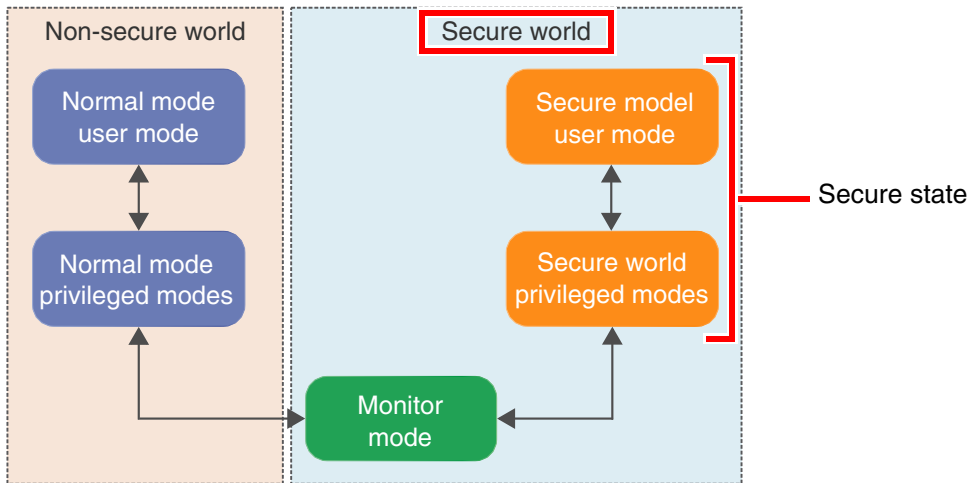 Non-secure world
Secure world
Normal mode
user mode
Secure model
user mode
Secure state
Normal mode
privileged modes
Secure world
privileged modes
Monitor
mode